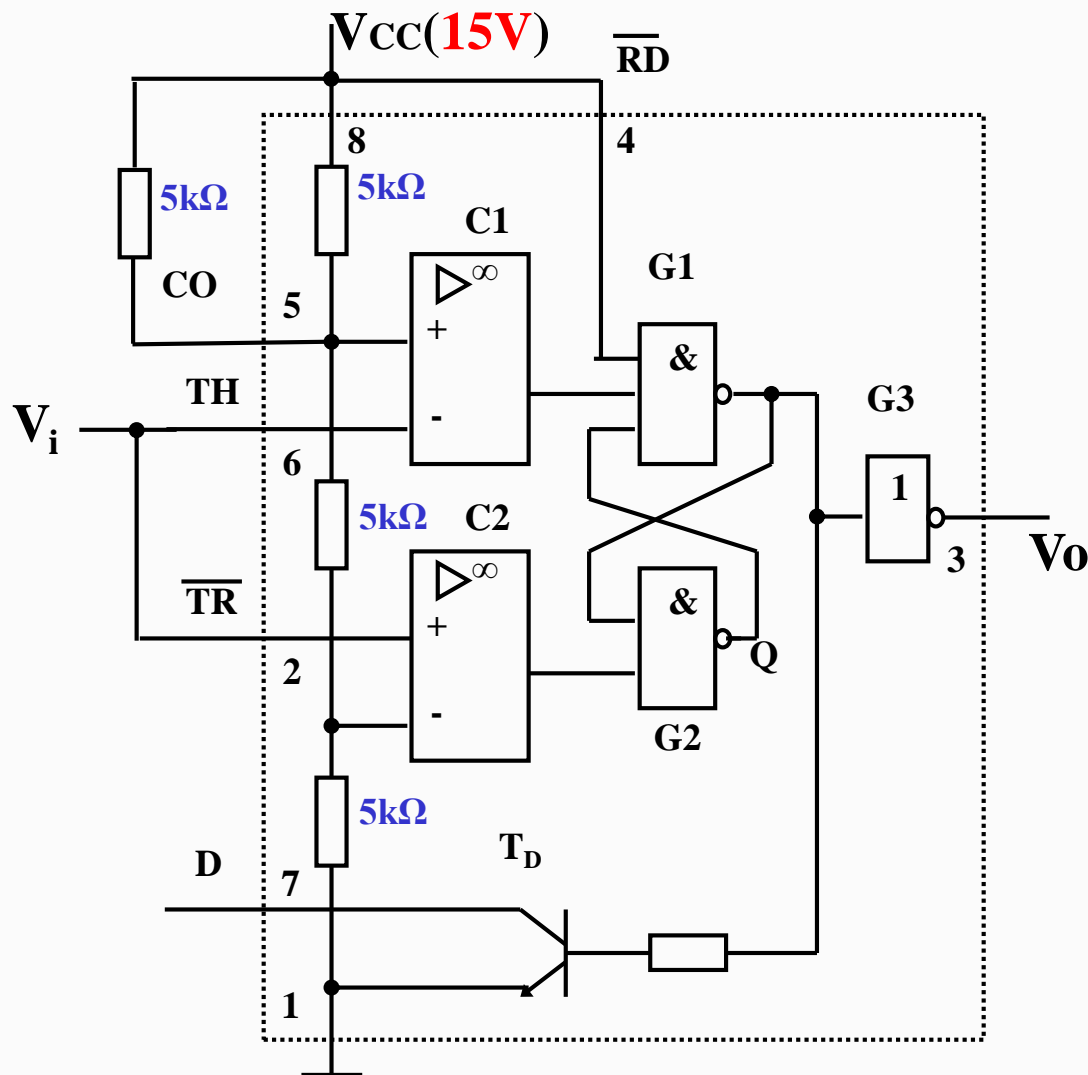 VCC(15V)
RD
8
4
5kΩ
5kΩ
C1
G1
CO
5
∞
+
&
TH
-
G3
Vi
6
1
5kΩ
C2
3
Vo
∞
TR
+
&
2
Q
-
G2
5kΩ
TD
D
7
1